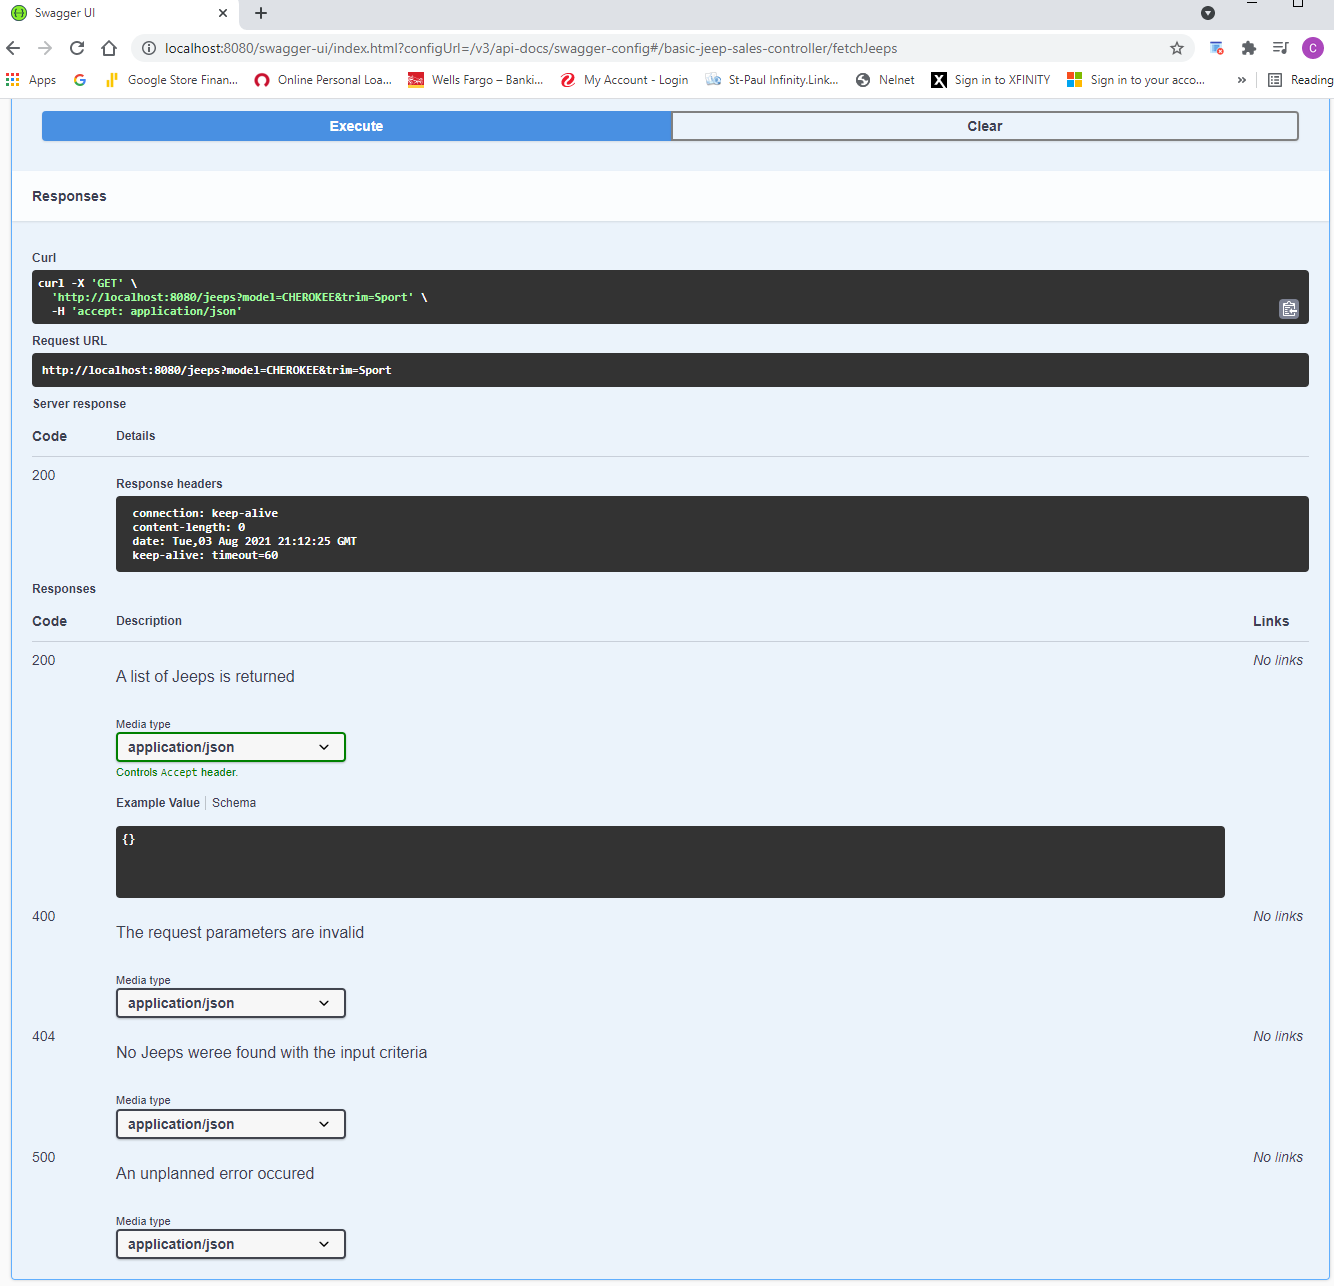 Swagger UI
localhost:8080/swagger-ui/index.html?configUrl=/v3/api-docs/swagger-config#/basic-jeep-sales-controller/fetchJeeps
C
Apps
Google Store Finan...
Online Personal Loa...
Wells Fargo – Banki...
My Account - Login
St-Paul Infinity.Link...
Nelnet
Sign in to XFINITY
Sign in to your acco...
»
Reading
Execute
Clear
Responses
Curl
curl -X 'GET' \
'http://localhost:8080/jeeps?model=CHEROKEE&trim=Sport' \
-H 'accept: application/json'
Request URL
http://localhost:8080/jeeps?model=CHEROKEE&trim=Sport
Server response
Code Details
200
Response headers
connection: keep-alive
content-length: 0
date: Tue,03 Aug 2021 21:12:25 GMT
keep-alive: timeout=60
Responses
Code Description Links
200 No links
A list of Jeeps is returned
Media type
application/json
Controls Accept header.
Example Value Schema
{}
400 No links
The request parameters are invalid
Media type
application/json
404 No links
No Jeeps weree found with the input criteria
Media type
application/json
500 No links
An unplanned error occured
Media type
application/json